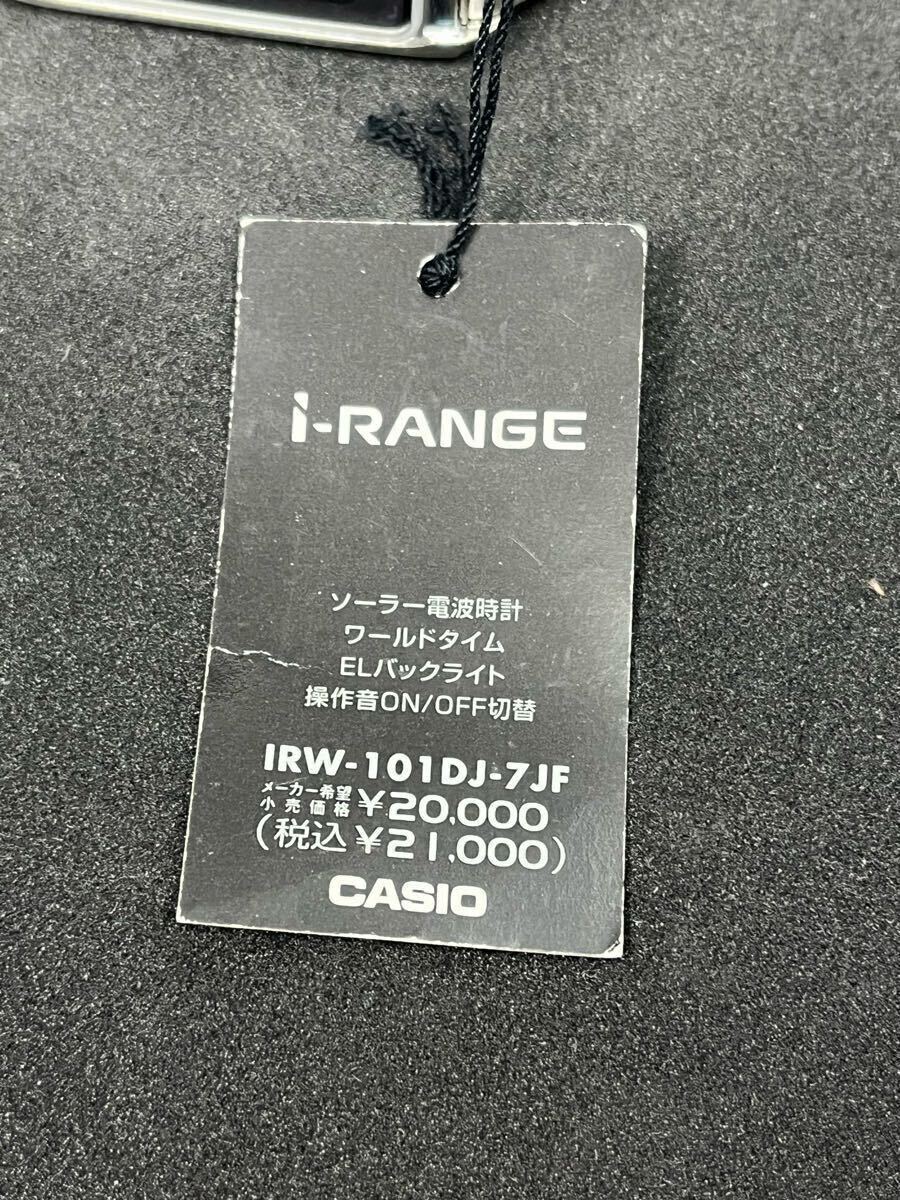 i-RANGE
ソーラー電波時計
ワールドタイム
ELバックライト
操作音ON/OFF切替
IRW-101DJ-7JF
メーカー希望小売価格 ¥20,000
(税込¥21,000)
CASIO